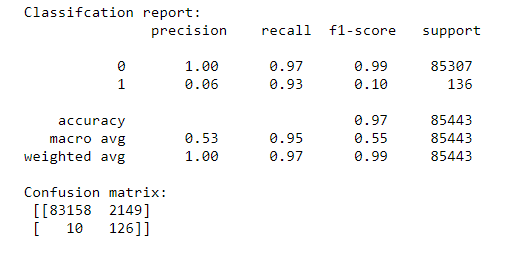 Classifcation report:
precision recall f1-score support
0 1.00 0.97 0.99 85307
1 0.06 0.93 0.10 136
accuracy 0.97 85443
macro avg 0.53 0.95 0.55 85443
weighted avg 1.00 0.97 0.99 85443
Confusion matrix:
[[83158 2149]
[ 10 126]]